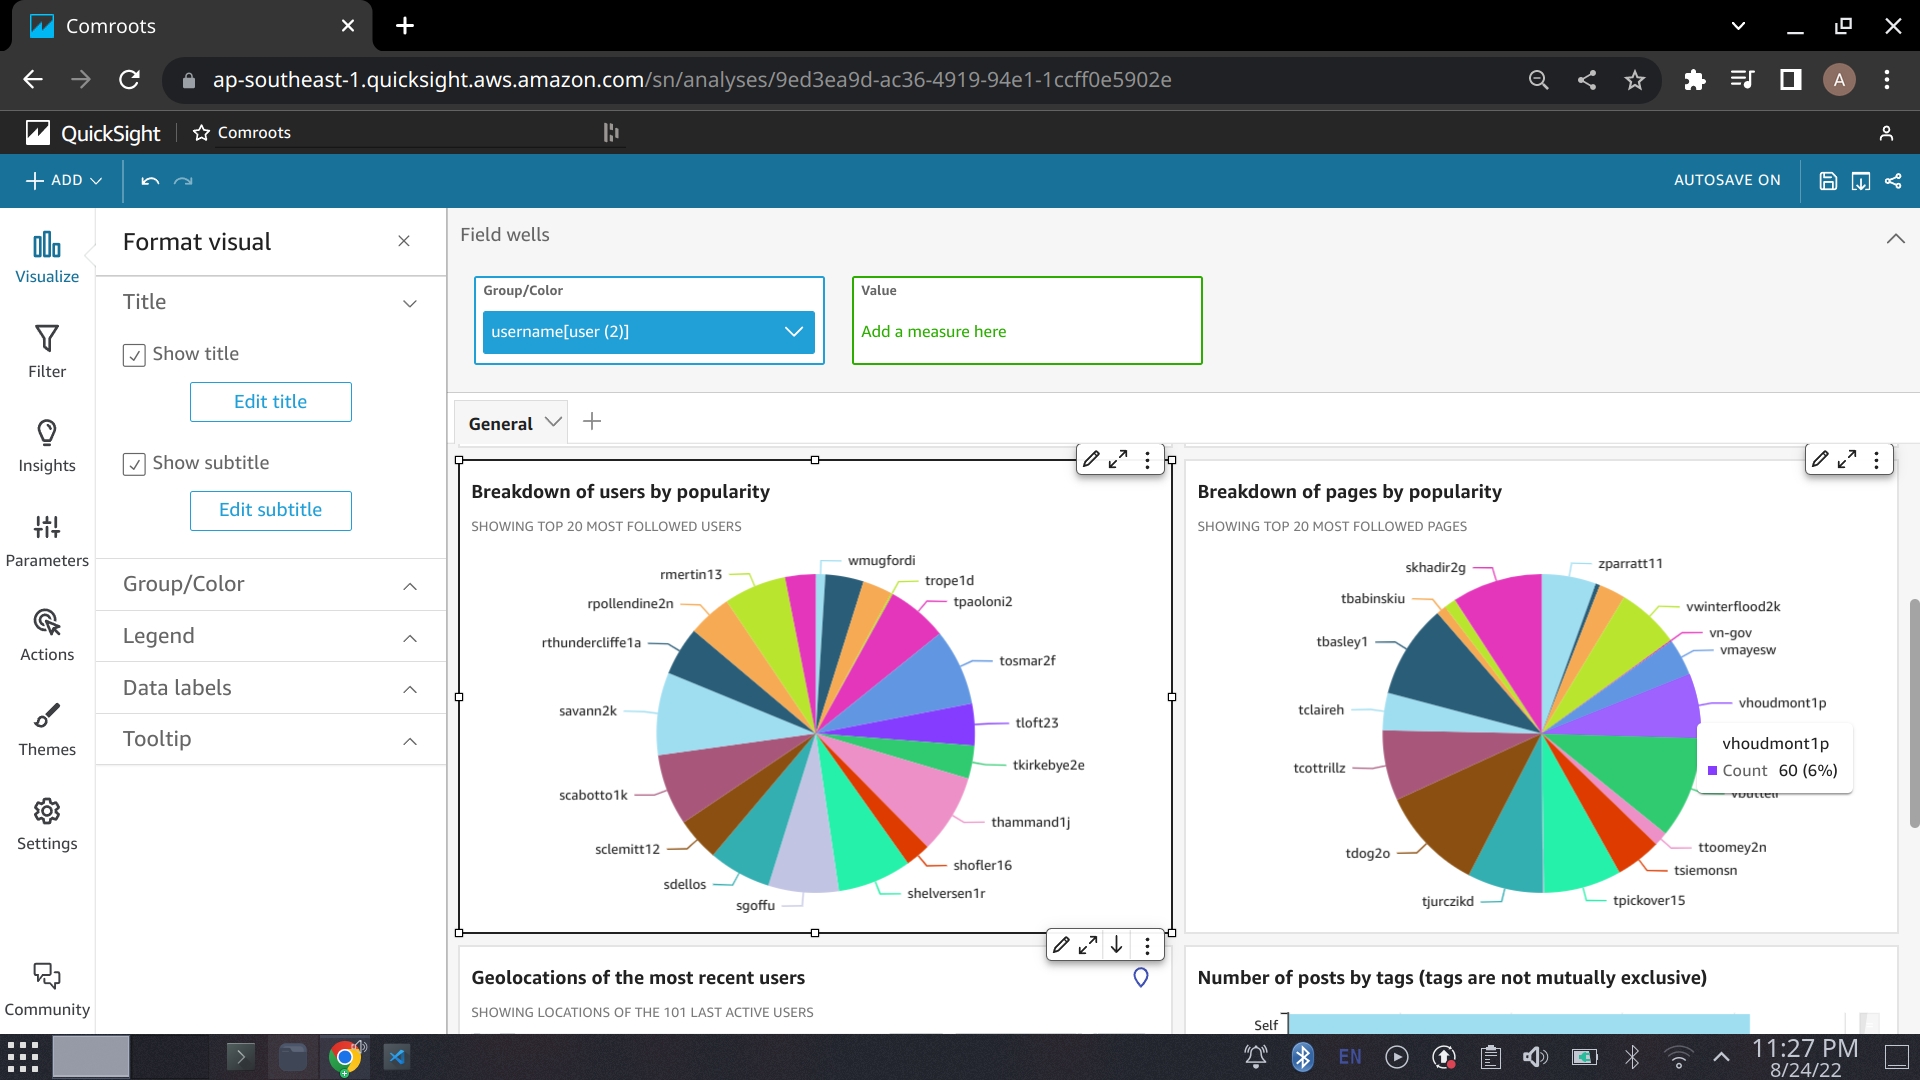 Comroots
ap-southeast-1.quicksight.aws.amazon.com/sn/analyses/9ed3ea9d-ac36-4919-94e1-1ccff0e5902e
A
QuickSight
Comroots
ADD
AUTOSAVE ON
Visualize
Filter
Insights
Parameters
Actions
Themes
Settings
Community
Format visual
Title
Show title
Edit title
Show subtitle
Edit subtitle
Group/Color
Legend
Data labels
Tooltip
Field wells
Group/Color
username[user (2)]
Value
Add a measure here
General
Breakdown of users by popularity
SHOWING TOP 20 MOST FOLLOWED USERS
wmugfordi
trope1d
tpaoloni2
tosmar2f
tloft23
tkirkebye2e
thammand1j
shofler16
shelversen1r
sgoffu
sdellos
sclemitt12
scabotto1k
savann2k
rthundercliffe1a
rpollendine2n
rmertin13
Breakdown of pages by popularity
SHOWING TOP 20 MOST FOLLOWED PAGES
zparratt11
vwinterflood2k
vn-gov
vmayesw
vhoudmont1p
vhoudmont1p
Count 60 (6%)
ttoomey2n
tsiemonsn
tpickover15
tjurczikd
tdog2o
tcottrillz
tclaireh
tbasley1
tbabinskiu
skhadir2g
Geolocations of the most recent users
SHOWING LOCATIONS OF THE 101 LAST ACTIVE USERS
Number of posts by tags (tags are not mutually exclusive)
Self
EN
11:27 PM
8/24/22